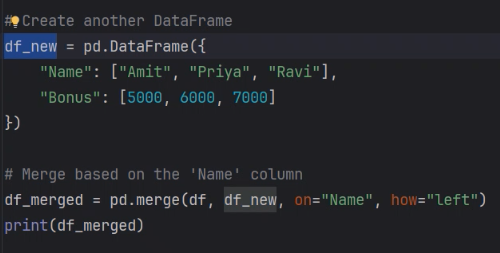 # Create another DataFrame
df_new = pd.DataFrame({
    "Name": ["Amit", "Priya", "Ravi"],
    "Bonus": [5000, 6000, 7000]
})
# Merge based on the 'Name' column
df_merged = pd.merge(df, df_new, on="Name", how="left")
print(df_merged)